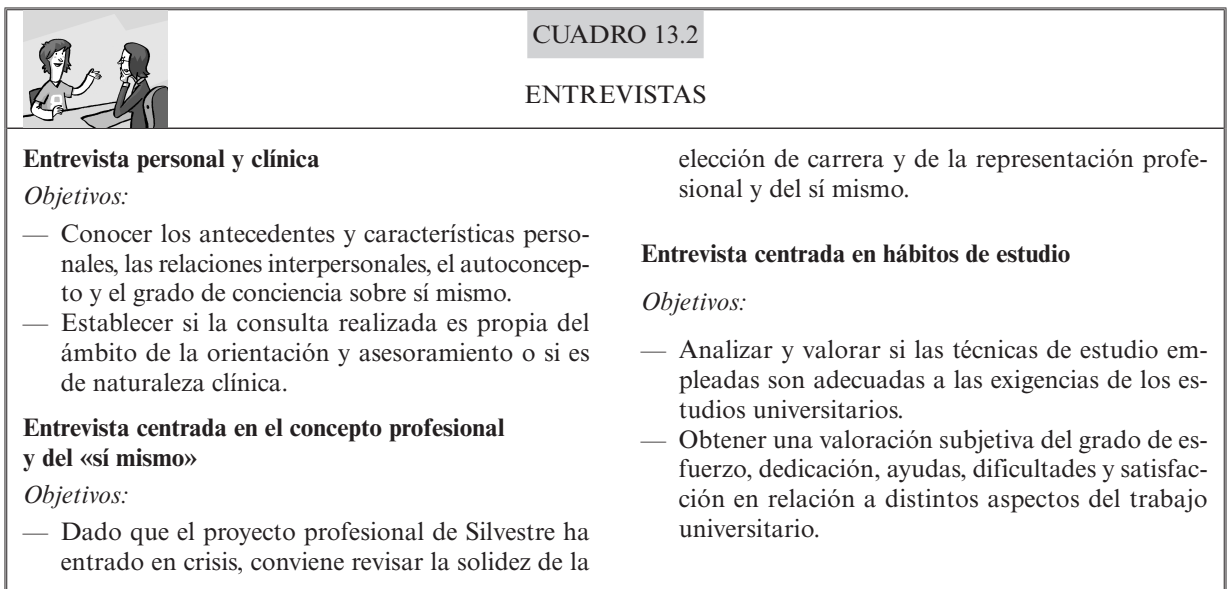 CUADRO 13.2
ENTREVISTAS
Entrevista personal y clínica
Objetivos:
— Conocer los antecedentes y características perso-
nales, las relaciones interpersonales, el autoconcep-
to y el grado de conciencia sobre sí mismo.
— Establecer si la consulta realizada es propia del
ámbito de la orientación y asesoramiento o si es
de naturaleza clínica.
Entrevista centrada en el concepto profesional
y del «sí mismo»
Objetivos:
— Dado que el proyecto profesional de Silvestre ha
entrado en crisis, conviene revisar la solidez de la
elección de carrera y de la representación profe-
sional y del sí mismo.
Entrevista centrada en hábitos de estudio
Objetivos:
— Analizar y valorar si las técnicas de estudio em-
pleadas son adecuadas a las exigencias de los es-
tudios universitarios.
— Obtener una valoración subjetiva del grado de es-
fuerzo, dedicación, ayudas, dificultades y satisfac-
ción en relación a distintos aspectos del trabajo
universitario.